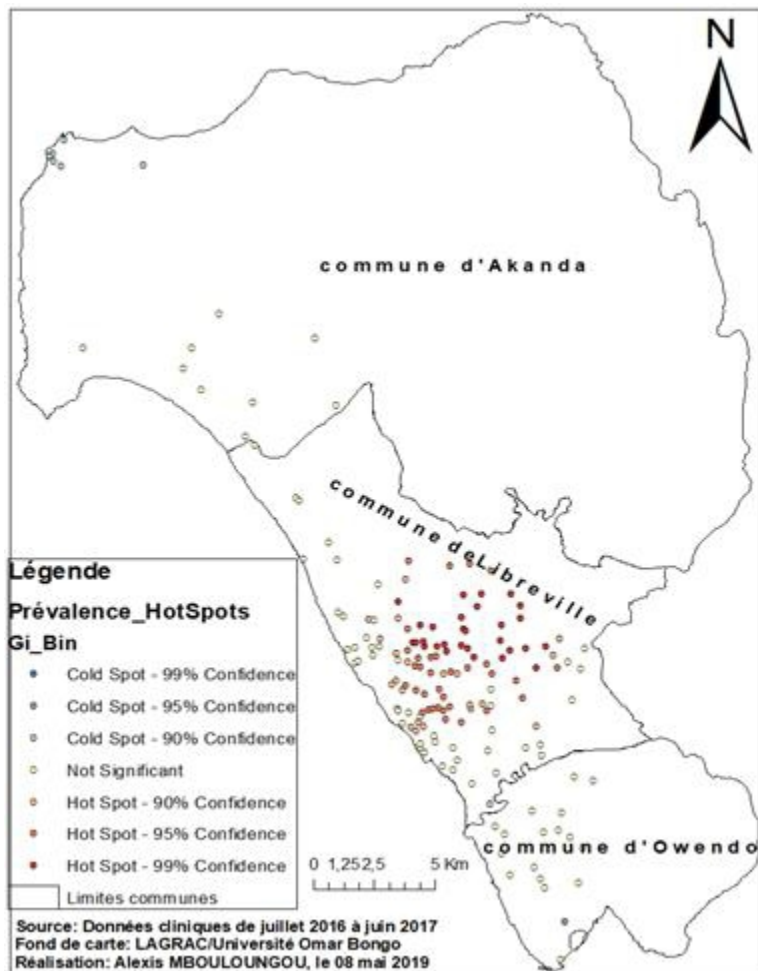 N
commune d'Akanda
commune de Libreville
Légende
Prévalence_HotSpots
Gi_Bin
Cold Spot - 99% Confidence
Cold Spot - 95% Confidence
Cold Spot - 90% Confidence
Not Significant
Hot Spot - 90% Confidence
Hot Spot - 95% Confidence
Hot Spot - 99% Confidence
Limites communes
0 1,252,5 5 Km
commune d'Owendo
Source: Données cliniques de juillet 2016 à juin 2017
Fond de carte: LAGRAC/Université Omar Bongo
Réalisation: Alexis MBOULOUNGOU, le 08 mai 2019